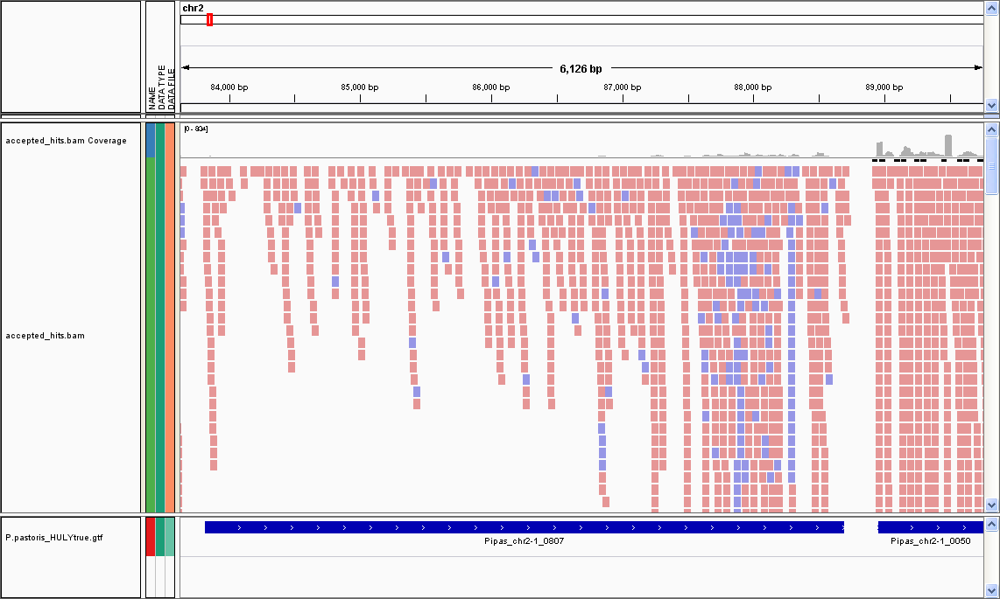 chr2
6,126 bp
84,000 bp 85,000 bp 86,000 bp 87,000 bp 88,000 bp 89,000 bp
NAME
DATA TYPE
DATA FILE
accepted_hits.bam Coverage
[0 - 834]
accepted_hits.bam
P.pastoris_HULYtrue.gtf
Pipas_chr2-1_0807
Pipas_chr2-1_0050